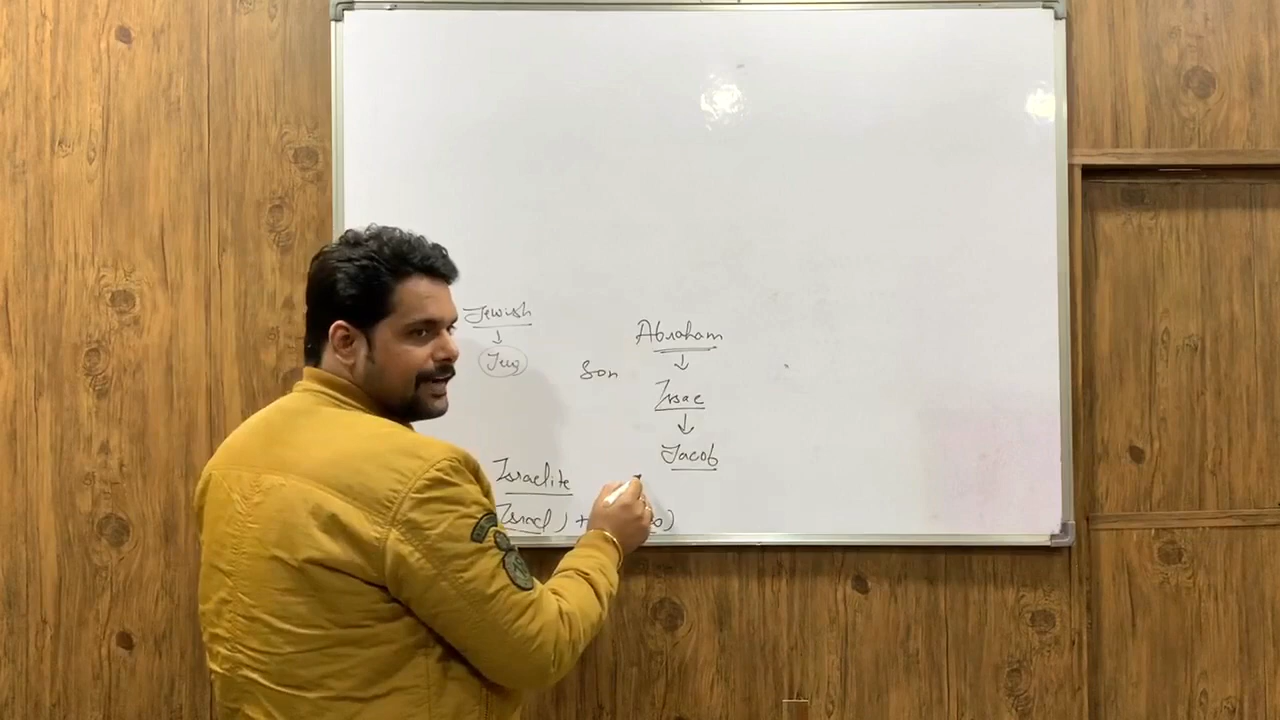 Jewish
↓
Jew
Son
Abraham
↓
Isaac
↓
Jacob
Israelite
Israel) +